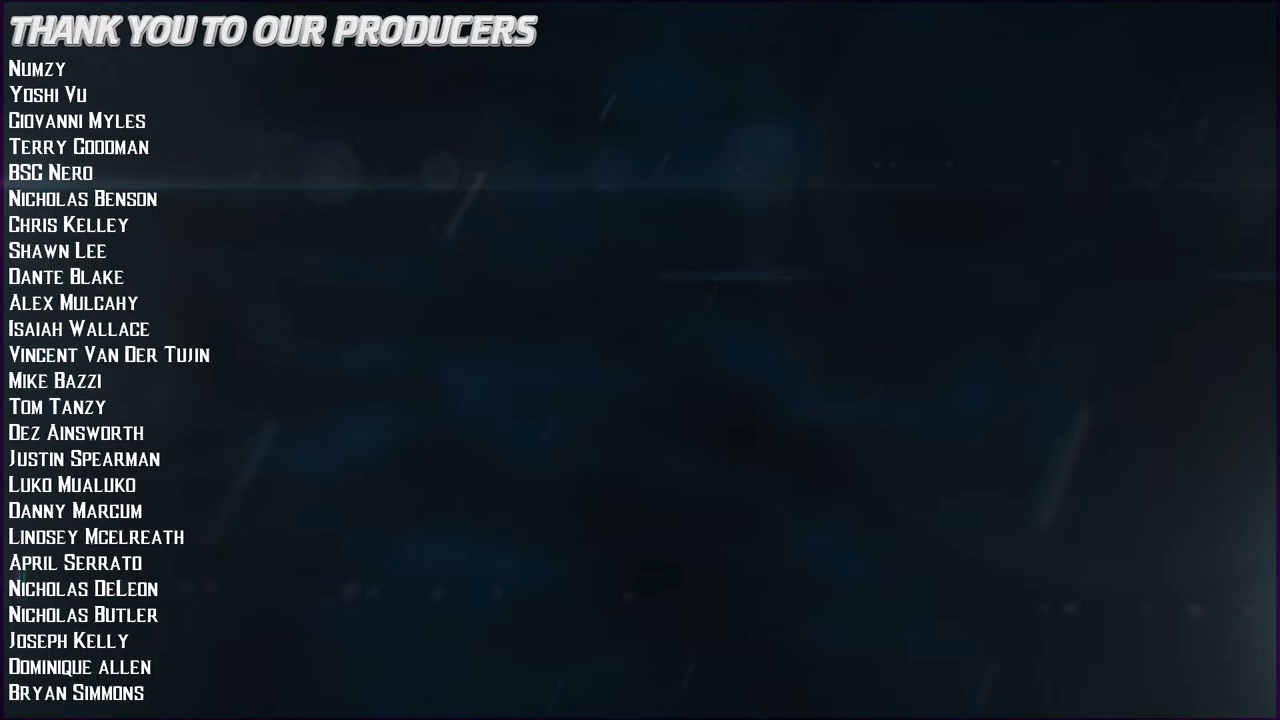 THANK YOU TO OUR PRODUCERS
Numzy
Yoshi Vu
Giovanni Myles
Terry Goodman
BSG Nero
Nicholas Benson
Chris Kelley
Shawn Lee
Dante Blake
Alex Mulcahy
Isaiah Wallace
Vincent Van Der Tujin
Mike Bazzi
Tom Tanzy
Dez Ainsworth
Justin Spearman
Luko Mualuko
Danny Marcum
Lindsey Mcelreath
April Serrato
Nicholas DeLeon
Nicholas Butler
Joseph Kelly
Dominique allen
Bryan Simmons